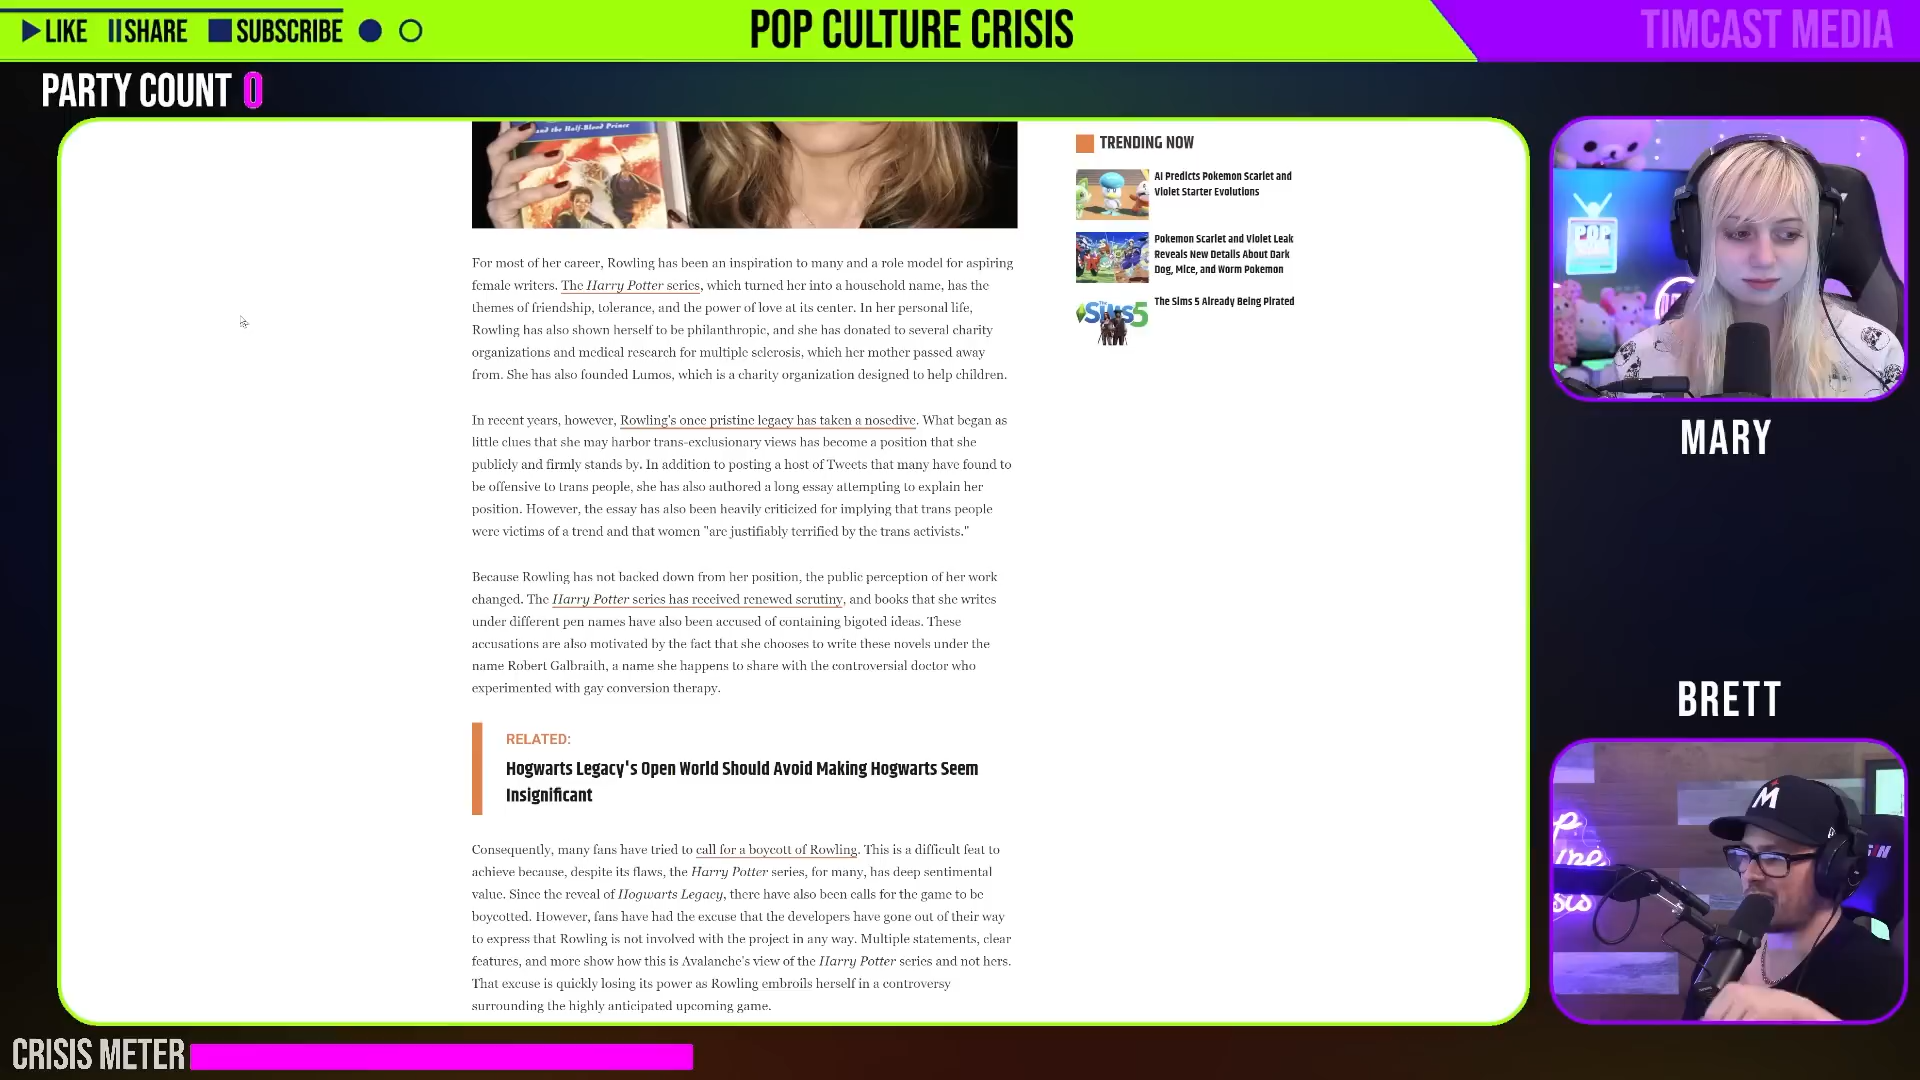 LIKE SHARE SUBSCRIBE
POP CULTURE CRISIS
TIMCAST MEDIA
PARTY COUNT 0
and the Half-Blood Prince
For most of her career, Rowling has been an inspiration to many and a role model for aspiring
female writers. The Harry Potter series, which turned her into a household name, has the
themes of friendship, tolerance, and the power of love at its center. In her personal life,
Rowling has also shown herself to be philanthropic, and she has donated to several charity
organizations and medical research for multiple sclerosis, which her mother passed away
from. She has also founded Lumos, which is a charity organization designed to help children.
In recent years, however, Rowling's once pristine legacy has taken a nosedive. What began as
little clues that she may harbor trans-exclusionary views has become a position that she
publicly and firmly stands by. In addition to posting a host of Tweets that many have found to
be offensive to trans people, she has also authored a long essay attempting to explain her
position. However, the essay has also been heavily criticized for implying that trans people
were victims of a trend and that women "are justifiably terrified by the trans activists."
Because Rowling has not backed down from her position, the public perception of her work
changed. The Harry Potter series has received renewed scrutiny, and books that she writes
under different pen names have also been accused of containing bigoted ideas. These
accusations are also motivated by the fact that she chooses to write these novels under the
name Robert Galbraith, a name she happens to share with the controversial doctor who
experimented with gay conversion therapy.
RELATED:
Hogwarts Legacy's Open World Should Avoid Making Hogwarts Seem
Insignificant
Consequently, many fans have tried to call for a boycott of Rowling. This is a difficult feat to
achieve because, despite its flaws, the Harry Potter series, for many, has deep sentimental
value. Since the reveal of Hogwarts Legacy, there have also been calls for the game to be
boycotted. However, fans have had the excuse that the developers have gone out of their way
to express that Rowling is not involved with the project in any way. Multiple statements, clear
features, and more show how this is Avalanche's view of the Harry Potter series and not hers.
That excuse is quickly losing its power as Rowling embroils herself in a controversy
surrounding the highly anticipated upcoming game.
TRENDING NOW
AI Predicts Pokemon Scarlet and
Violet Starter Evolutions
Pokemon Scarlet and Violet Leak
Reveals New Details About Dark
Dog, Mice, and Worm Pokemon
THE SIMS 5
The Sims 5 Already Being Pirated
POP
MARY
BRETT
M
CRISIS METER